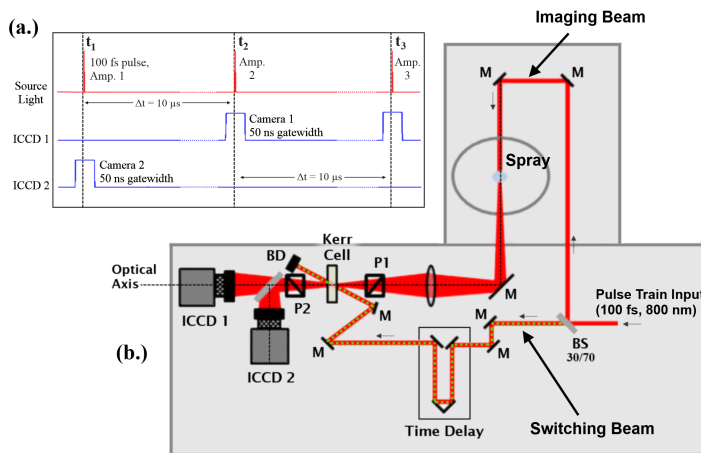 (a.)
t1
t2
t3
100 fs pulse,
Amp. 1
Amp.
2
Amp.
3
Source
Light
Δt = 10 µs
Camera 1
50 ns gatewidth
ICCD 1
Camera 2
50 ns gatewidth
Δt = 10 µs
ICCD 2
Imaging Beam
M
M
Spray
Kerr
Cell
BD
P1
Optical
Axis
P2
M
ICCD 1
M
Pulse Train Input
(100 fs, 800 nm)
M
M
M
BS
30/70
ICCD 2
(b.)
Time Delay
Switching Beam